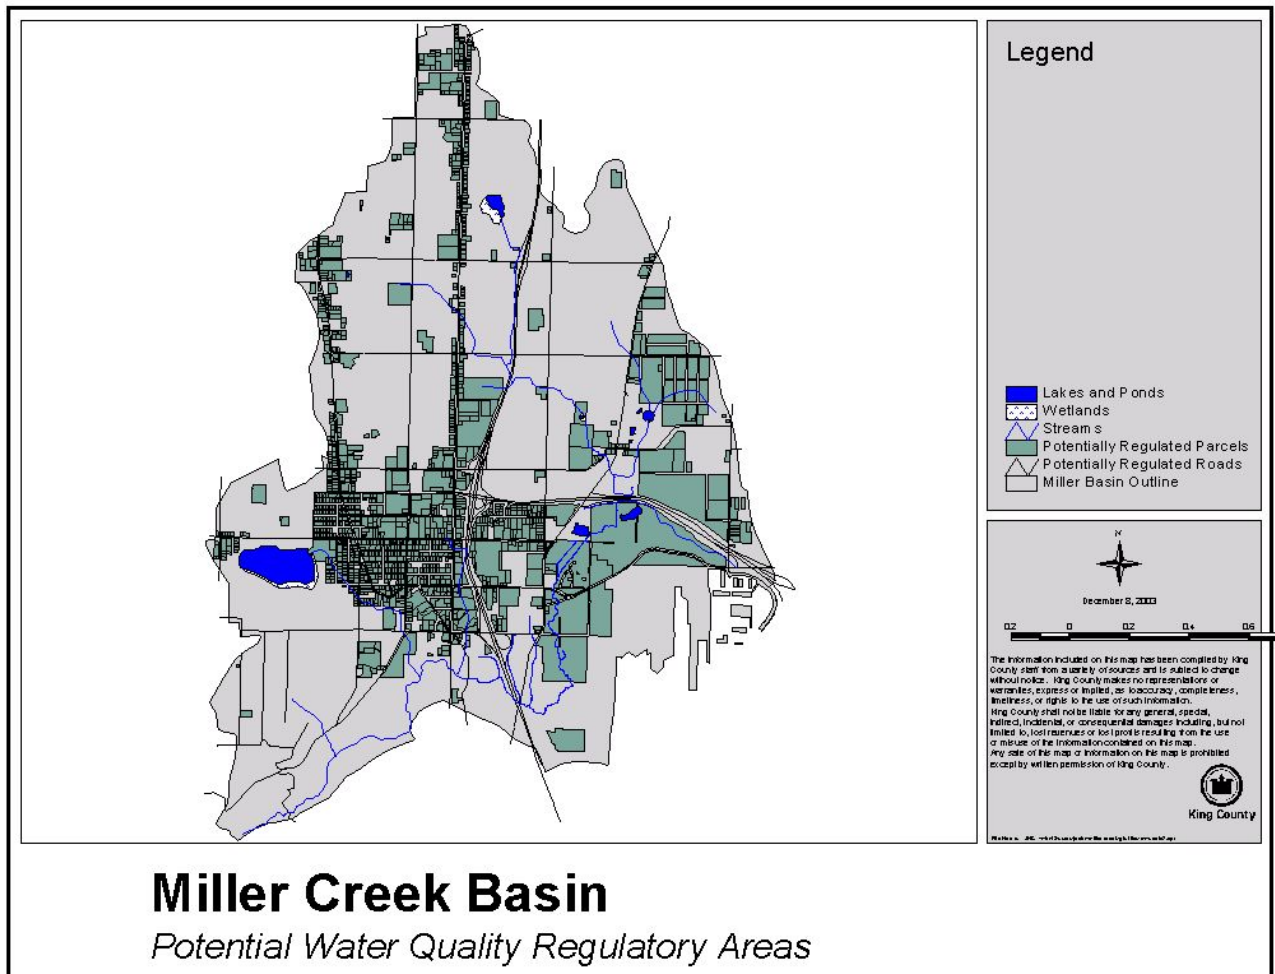 Legend
Lakes and Ponds
Wetlands
Streams
Potentially Regulated Parcels
Potentially Regulated Roads
Miller Basin Outline
N
December 8, 2003
0.2 0 0.2 0.4 0.6
The information included on this map has been compiled by King
County staff from a variety of sources and is subject to change
without notice. King County makes no representations or
warranties, express or implied, as to accuracy, completeness,
timeliness, or rights to the use of such information.
King County shall not be liable for any general, special,
indirect, incidental, or consequential damages including, but not
limited to, lost revenues or lost profits resulting from the use
or misuse of the information contained on this map.
Any sale of this map or information on this map is prohibited
except by written permission of King County.
King County
Miller Creek Basin
Potential Water Quality Regulatory Areas